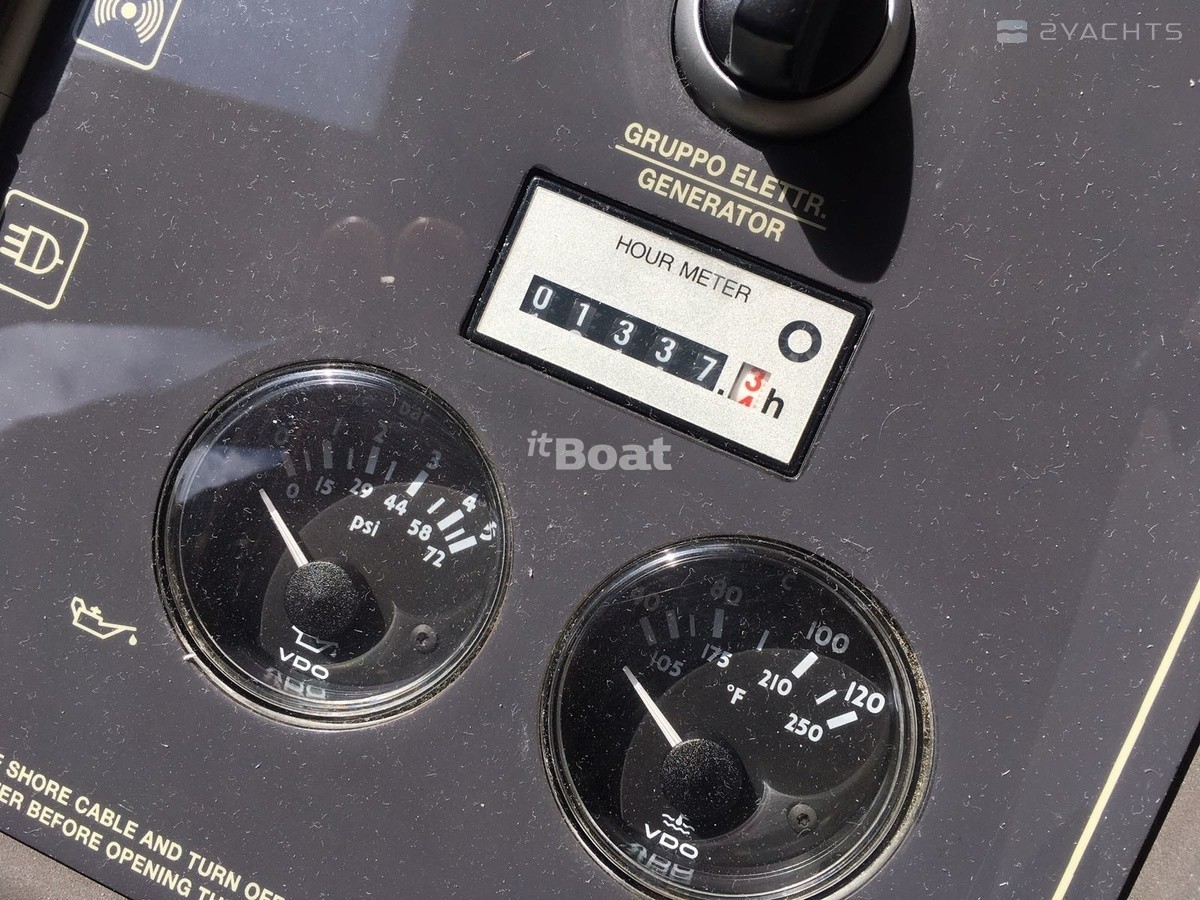 2YACHTS
GRUPPO ELETTR.
GENERATOR
HOUR METER
01337.3 h
4
itBoat
bar
0 1 2 3 4 5
0 15 29 44 58 72
psi
VDO
C
80 100 120
105 175 210 250
°F
VDO
SHORE CABLE AND TURN OFF
BEFORE OPENING